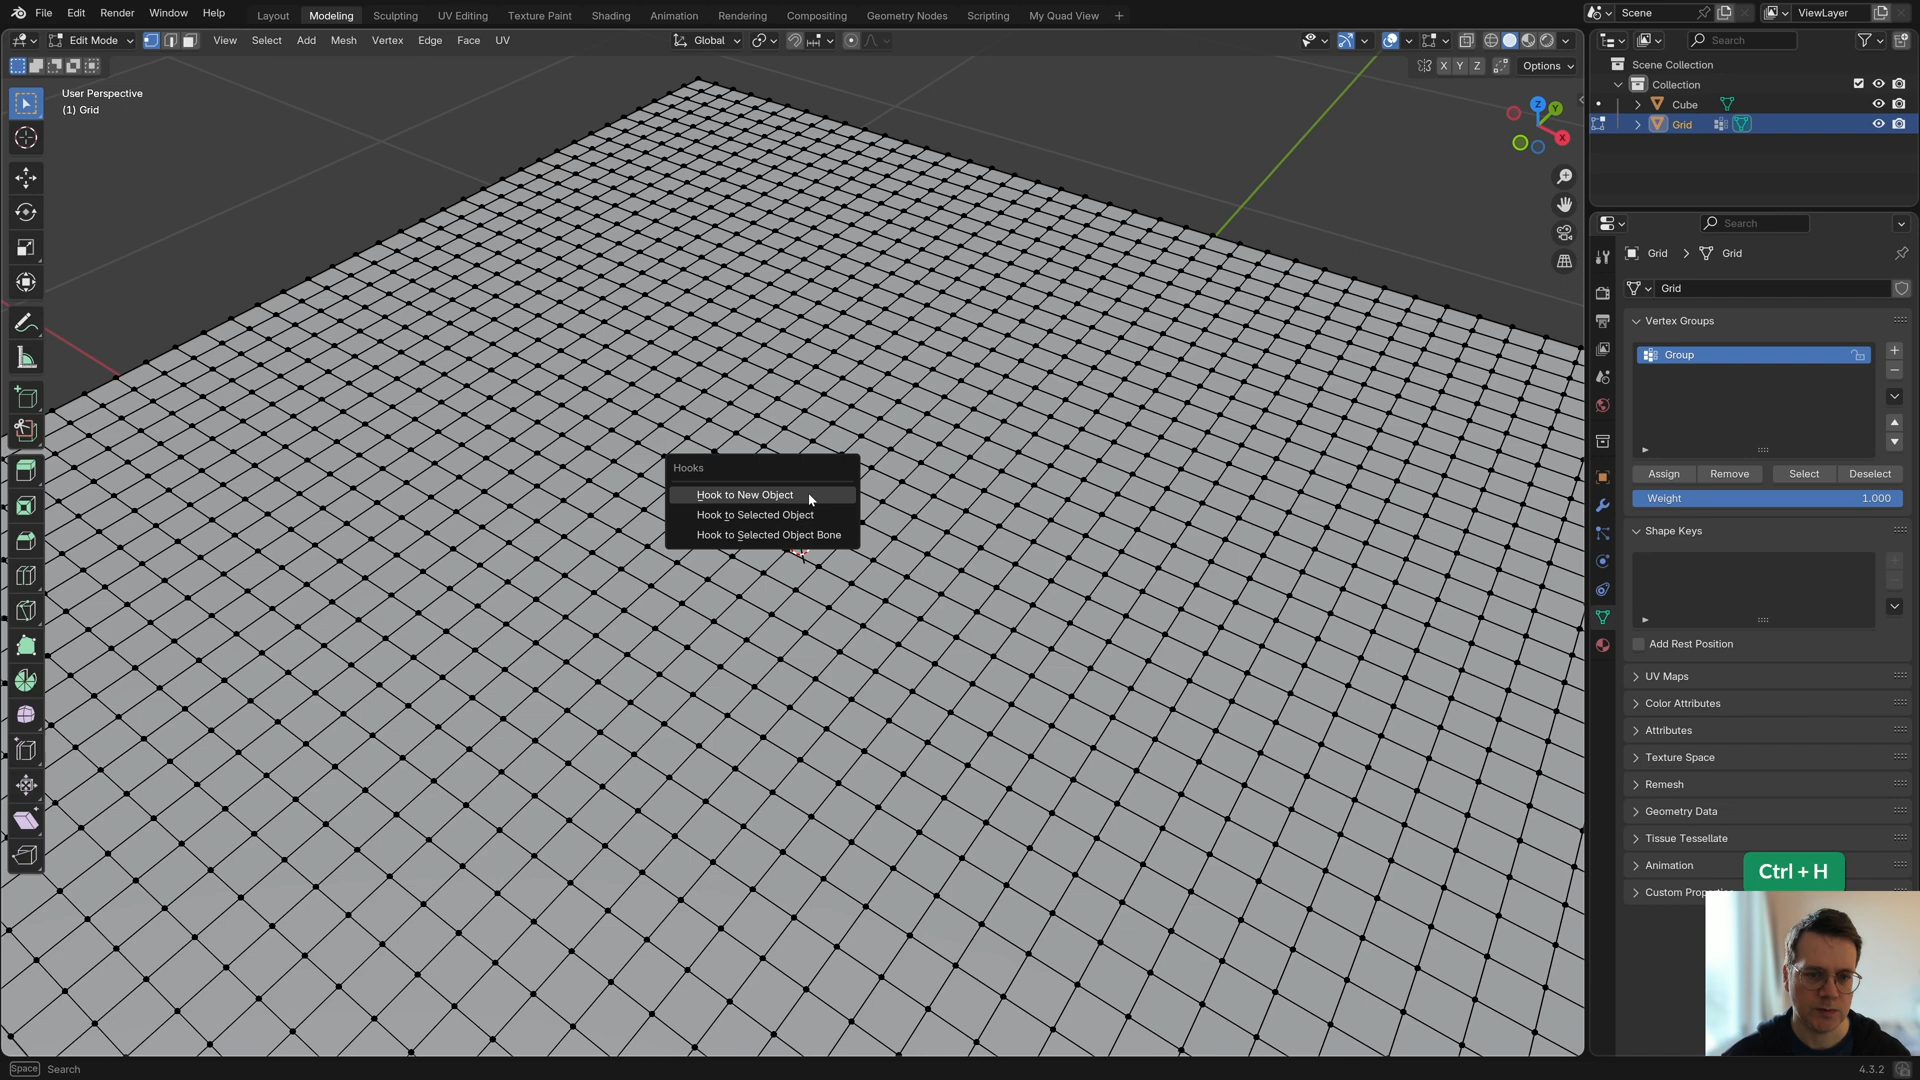 File Edit Render Window Help
Layout Modeling Sculpting UV Editing Texture Paint Shading Animation Rendering Compositing Geometry Nodes Scripting My Quad View +
Scene
ViewLayer
Edit Mode View Select Add Mesh Vertex Edge Face UV
Global
Search
X Y Z Options
Scene Collection
Collection
Cube
Grid
User Perspective
(1) Grid
Z
Y
X
Search
Grid > Grid
Grid
Vertex Groups
Group
Assign Remove Select Deselect
Weight 1.000
Shape Keys
Add Rest Position
UV Maps
Color Attributes
Attributes
Texture Space
Remesh
Geometry Data
Tissue Tessellate
Animation
Hooks
Hook to New Object
Hook to Selected Object
Hook to Selected Object Bone
Ctrl + H
Space Search
4.3.2